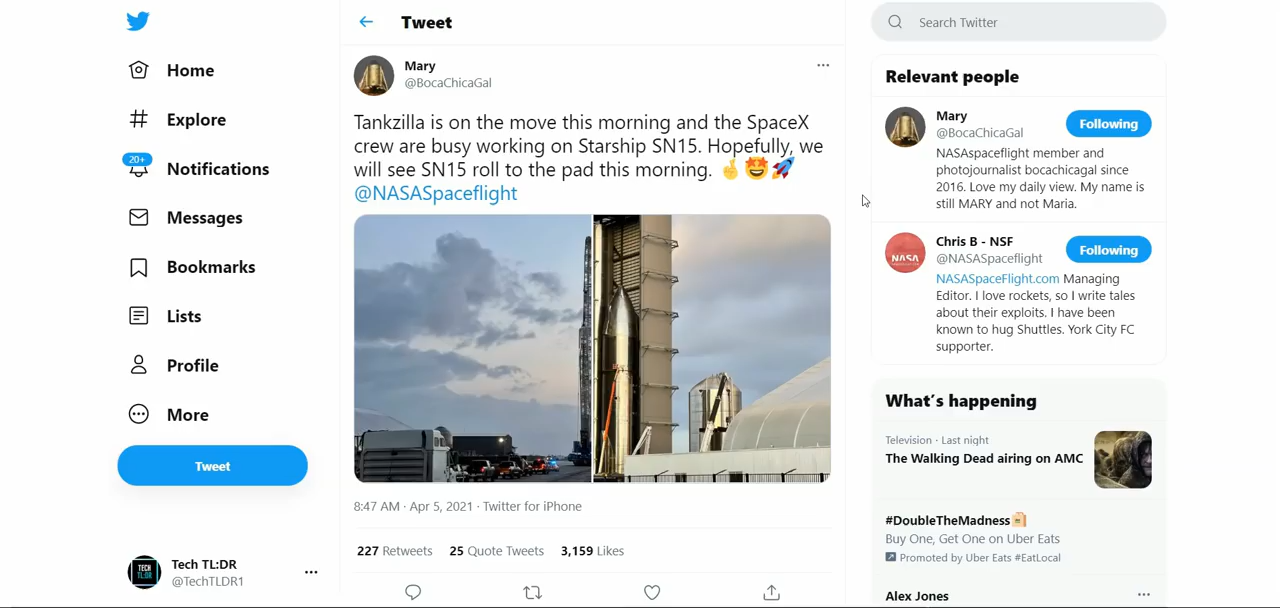 Home
Explore
20+
Notifications
Messages
Bookmarks
Lists
Profile
More
Tweet
Tech TL:DR
@TechTLDR1
Tweet
Mary
@BocaChicaGal
Tankzilla is on the move this morning and the SpaceX
crew are busy working on Starship SN15. Hopefully, we
will see SN15 roll to the pad this morning. 🤞🤩🚀
@NASASpaceflight
8:47 AM · Apr 5, 2021 · Twitter for iPhone
227 Retweets 25 Quote Tweets 3,159 Likes
Search Twitter
Relevant people
Mary
@BocaChicaGal
Following
NASAspaceflight member and
photojournalist bocachicagal since
2016. Love my daily view. My name is
still MARY and not Maria.
Chris B - NSF
@NASASpaceflight
Following
NASA
NASASpaceFlight.com Managing
Editor. I love rockets, so I write tales
about their exploits. I have been
known to hug Shuttles. York City FC
supporter.
What's happening
Television · Last night
The Walking Dead airing on AMC
#DoubleTheMadness
Buy One, Get One on Uber Eats
Promoted by Uber Eats #EatLocal
Alex Jones
TECH
TL:DR